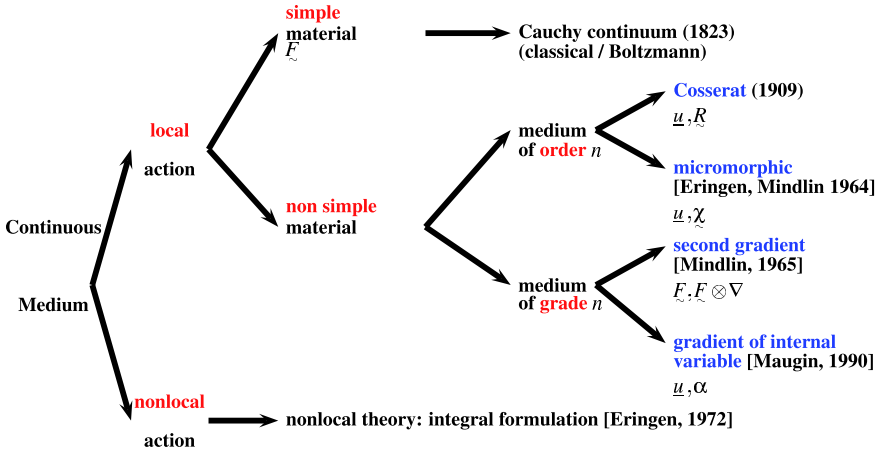 simple
material
F̰
Cauchy continuum (1823)
(classical / Boltzmann)
local
action
non simple
material
medium
of order n
Cosserat (1909)
u̲ , R̰
micromorphic
[Eringen, Mindlin 1964]
u̲ , χ̰
Continuous
Medium
medium
of grade n
second gradient
[Mindlin, 1965]
F̰ ; F̰ ⊗ ∇
gradient of internal
variable [Maugin, 1990]
u̲ , α
nonlocal
action
nonlocal theory: integral formulation [Eringen, 1972]